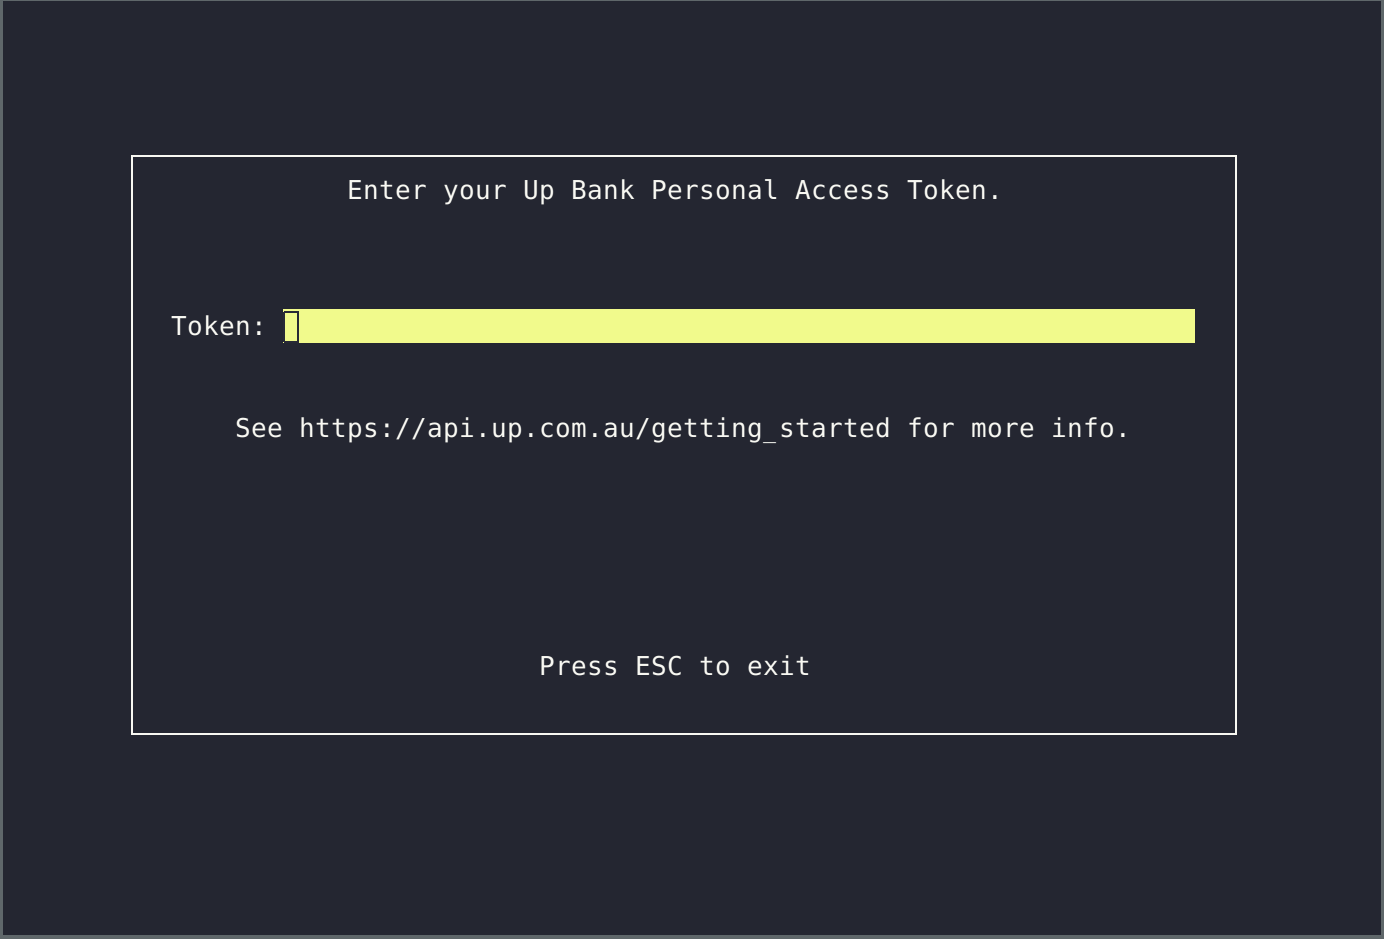 Enter your Up Bank Personal Access Token.
Token:
See https://api.up.com.au/getting_started for more info.
Press ESC to exit